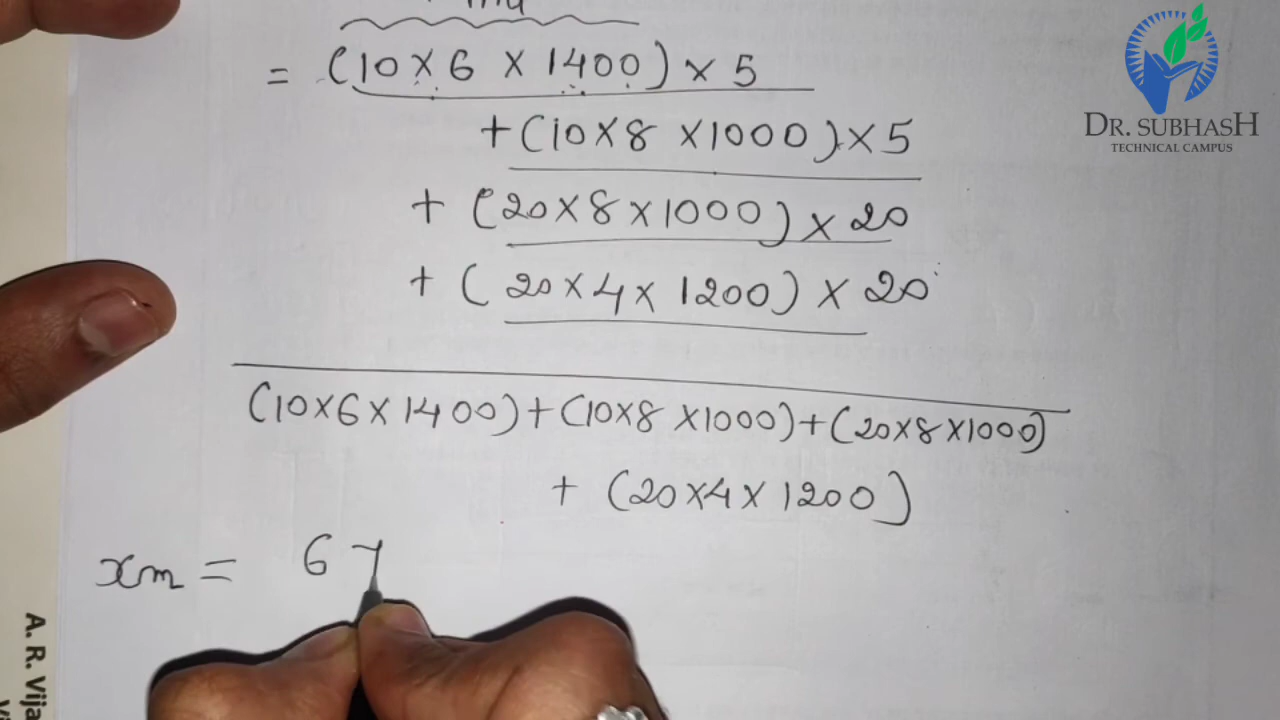 = (10 × 6 × 1400) × 5
+ (10 × 8 × 1000) × 5
+ (20 × 8 × 1000) × 20
+ (20 × 4 × 1200) × 20
(10×6×1400)+(10×8×1000)+(20×8×1000)
+ (20×4×1200)
xm = 67
DR. SUBHASH
TECHNICAL CAMPUS
A. R. Vija